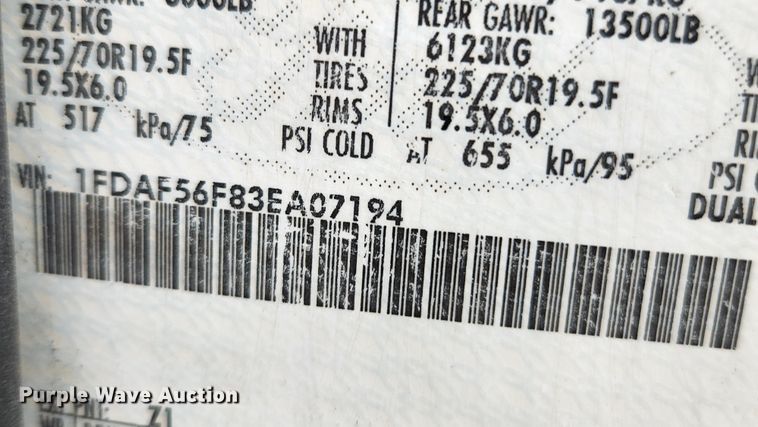 2721KG
225/70R19.5F
19.5X6.0
AT 517 kPa/75
WITH
TIRES
RIMS
PSI COLD
REAR GAWR: 13500LB
6123KG
225/70R19.5F
19.5X6.0
AT 655 kPa/95
PSI
DUAL
VIN: 1FDAF56F83EA07194
Purple Wave Auction